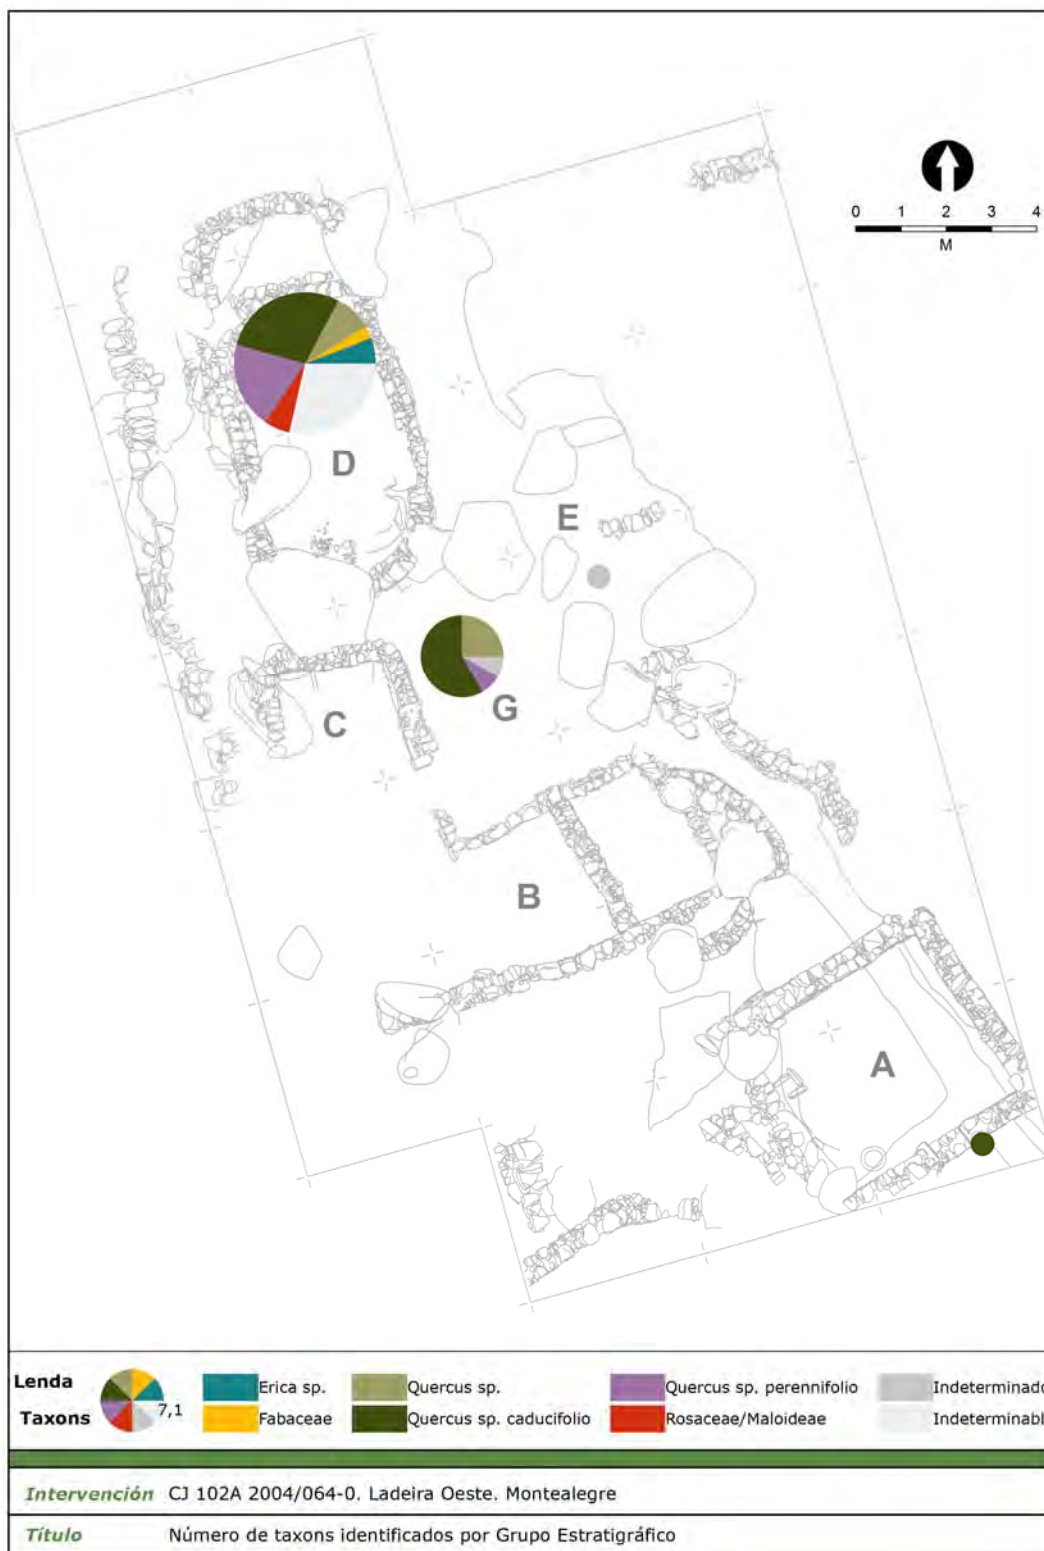 0 1 2 3 4
M
D
E
G
C
B
A
Lenda
Taxons
7,1
Erica sp.
Fabaceae
Quercus sp.
Quercus sp. caducifolio
Quercus sp. perennifolio
Rosaceae/Maloideae
Indeterminado
Indeterminabl
Intervención CJ 102A 2004/064-0. Ladeira Oeste. Montealegre
Título Número de taxons identificados por Grupo Estratigráfico